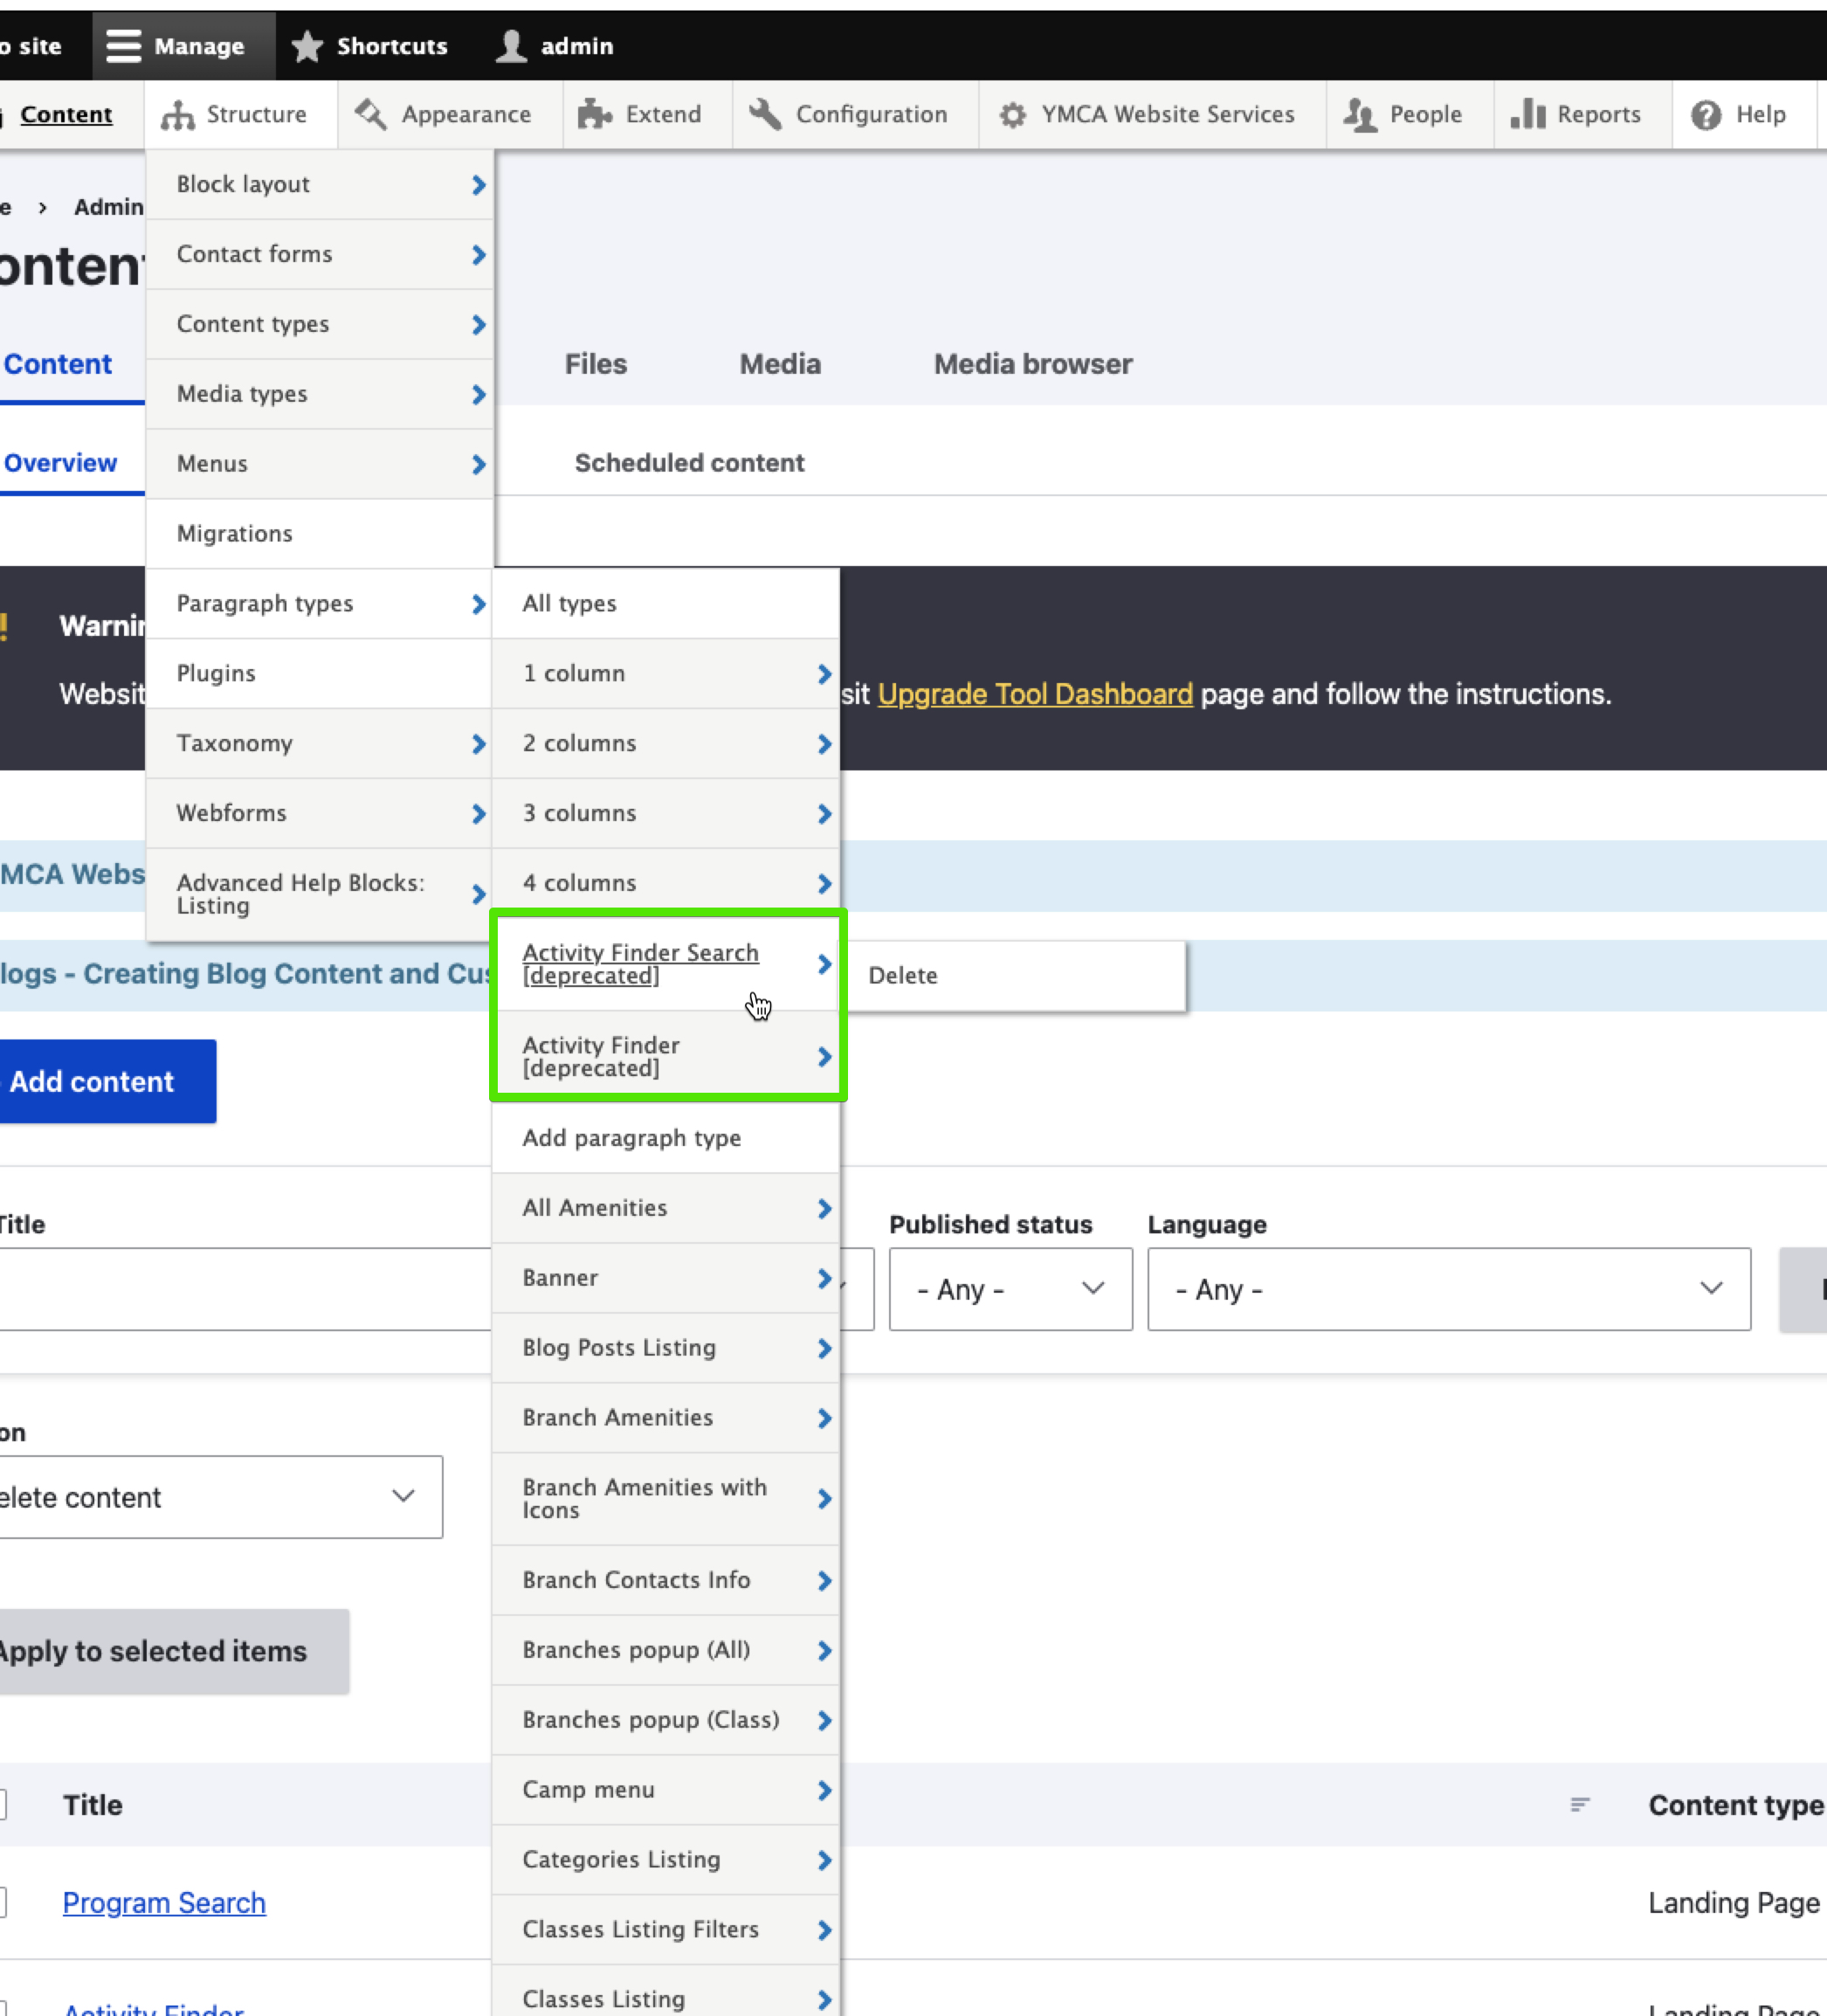 o site
Manage
Shortcuts
admin
Content
Structure
Appearance
Extend
Configuration
YMCA Website Services
People
Reports
Help
e › Admin
onten
Content
Files
Media
Media browser
Overview
Scheduled content
Block layout
Contact forms
Content types
Media types
Menus
Migrations
Paragraph types
Plugins
Taxonomy
Webforms
Advanced Help Blocks:
Listing
!
Warnin
Websit
sit Upgrade Tool Dashboard page and follow the instructions.
MCA Webs
logs - Creating Blog Content and Cus
All types
1 column
2 columns
3 columns
4 columns
Activity Finder Search
[deprecated]
Delete
Activity Finder
[deprecated]
Add paragraph type
All Amenities
Banner
Blog Posts Listing
Branch Amenities
Branch Amenities with
Icons
Branch Contacts Info
Branches popup (All)
Branches popup (Class)
Camp menu
Categories Listing
Classes Listing Filters
Classes Listing
Add content
Title
Published status
Language
- Any -
- Any -
on
elete content
Apply to selected items
Title
Content type
Program Search
Landing Page
Activity Finder
Landing Page